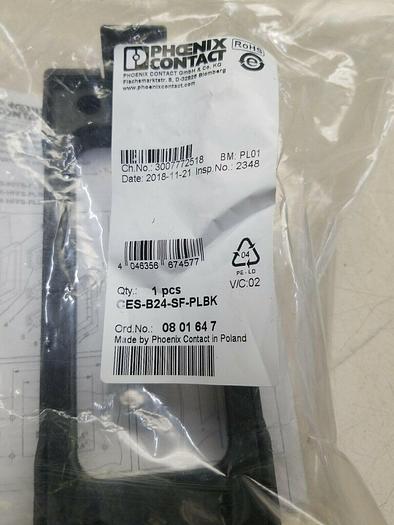 PHOENIX
CONTACT
RoHS
e
PHOENIX CONTACT GmbH & Co. KG
Flachsmarktstr. 8, D-32825 Blomberg
www.phoenixcontact.com
Ch.No.: 3007772518 BM: PL01
Date: 2018-11-21 Insp.No.: 2348
4 046356 674577
04
PE-LD
V/C:02
Qty.: 1 pcs
CES-B24-SF-PLBK
Ord.No.: 08 01 64 7
Made by Phoenix Contact in Poland